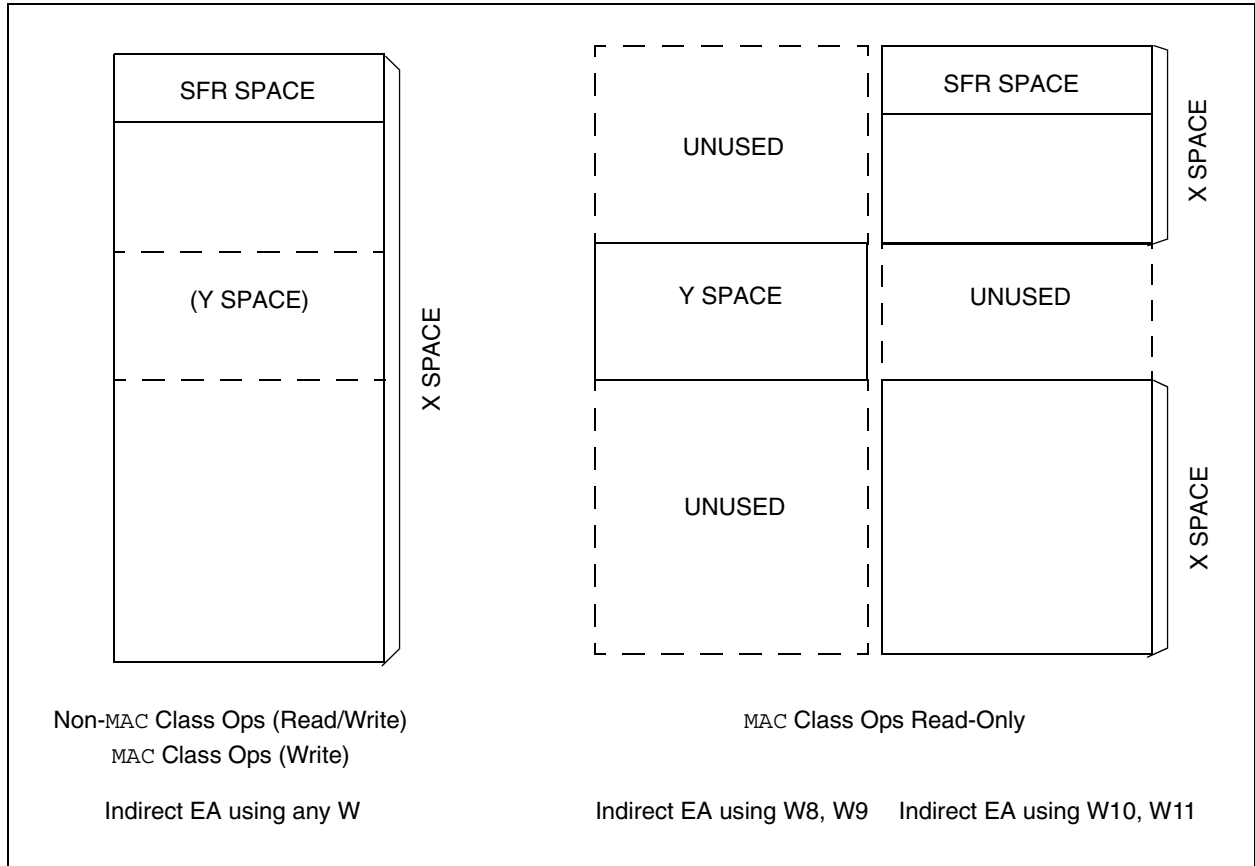 SFR SPACE
(Y SPACE)
X SPACE
Non-MAC Class Ops (Read/Write)
MAC Class Ops (Write)
Indirect EA using any W
UNUSED
Y SPACE
UNUSED
SFR SPACE
X SPACE
UNUSED
X SPACE
MAC Class Ops Read-Only
Indirect EA using W8, W9
Indirect EA using W10, W11